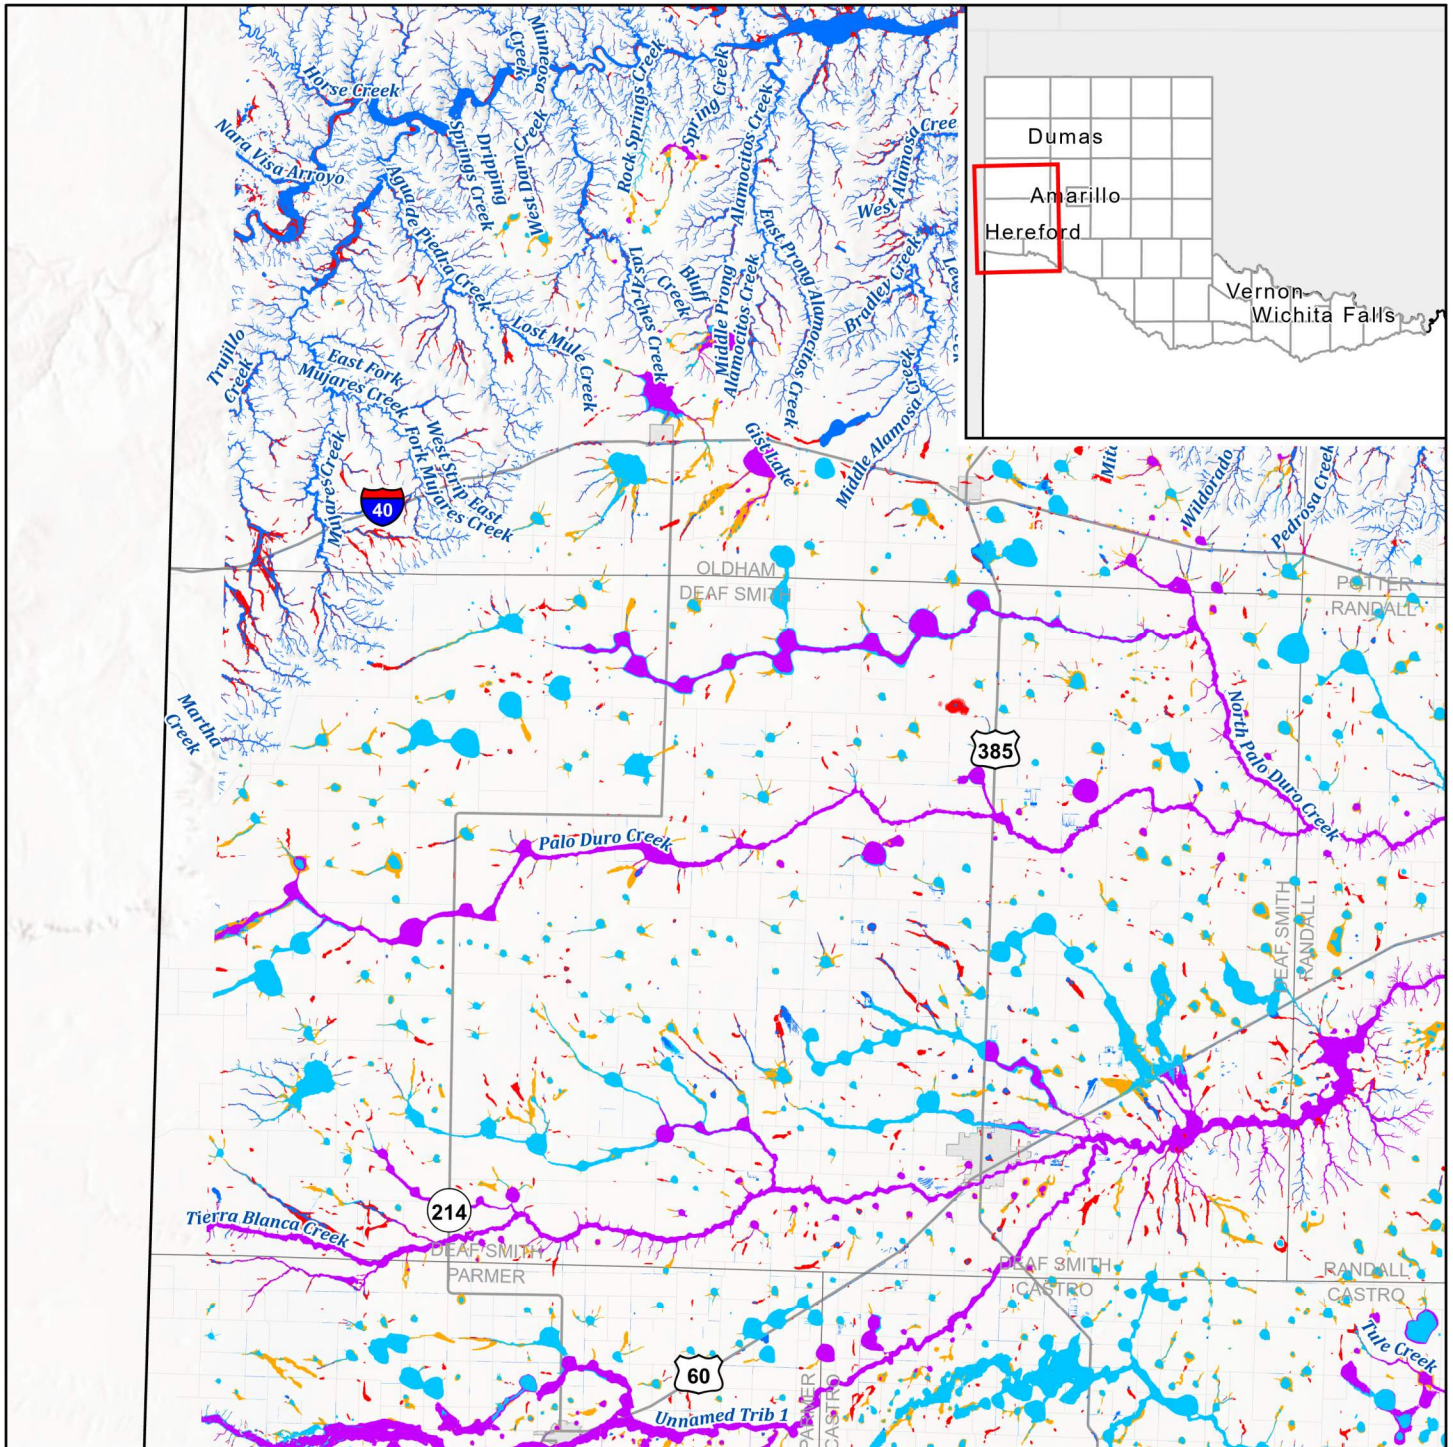 Horse Creek
Minneosa
Creek
Nara Visa Arroyo
Springs Creek
Dripping
West Dawn
Creek
Rock Springs Creek
Spring Creek
Alamocitos Creek
West Alamosa Cree
Agua de Piedra Creek
Las Arches Creek
Bluff
Creek
Middle Prong
Alamocitos Creek
East Prong Alamocitos Creek
Bradley Creek
Trujillo
Creek
East Fork
Mujares Creek
Lost Mule Creek
Middle Alamosa Creek
Mujares Creek
West Strip East
Fork Mujares Creek
Gist Lake
Wildorado
Pedrosa Creek
40
Dumas
Amarillo
Hereford
Vernon
Wichita Falls
OLDHAM
DEAF SMITH
POTTER
RANDALL
Martha
Creek
385
North Palo Duro Creek
Palo Duro Creek
DEAF SMITH
RANDALL
214
Tierra Blanca Creek
DEAF SMITH
PARMER
DEAF SMITH
CASTRO
RANDALL
CASTRO
Tule Creek
60
Unnamed Trib 1
PARMER
CASTRO